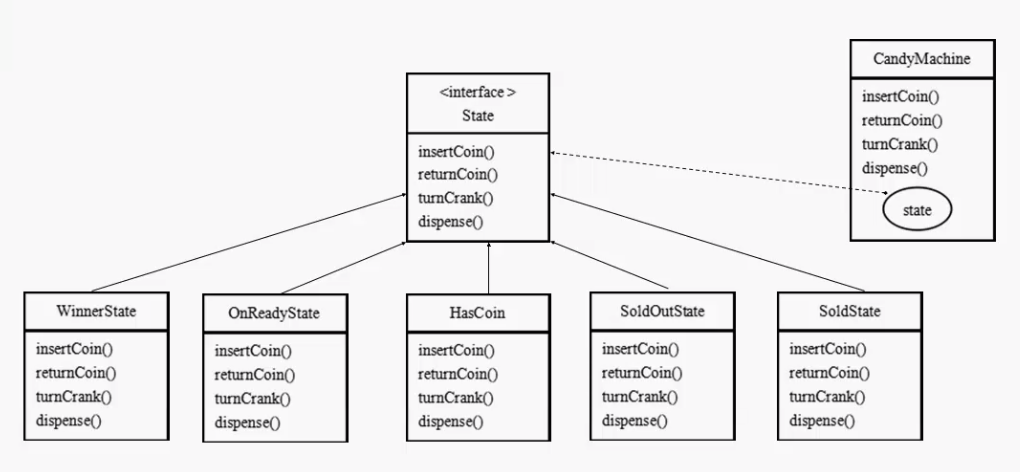 CandyMachine
insertCoin()
returnCoin()
turnCrank()
dispense()
state
<interface >
State
insertCoin()
returnCoin()
turnCrank()
dispense()
WinnerState
insertCoin()
returnCoin()
turnCrank()
dispense()
OnReadyState
insertCoin()
returnCoin()
turnCrank()
dispense()
HasCoin
insertCoin()
returnCoin()
turnCrank()
dispense()
SoldOutState
insertCoin()
returnCoin()
turnCrank()
dispense()
SoldState
insertCoin()
returnCoin()
turnCrank()
dispense()